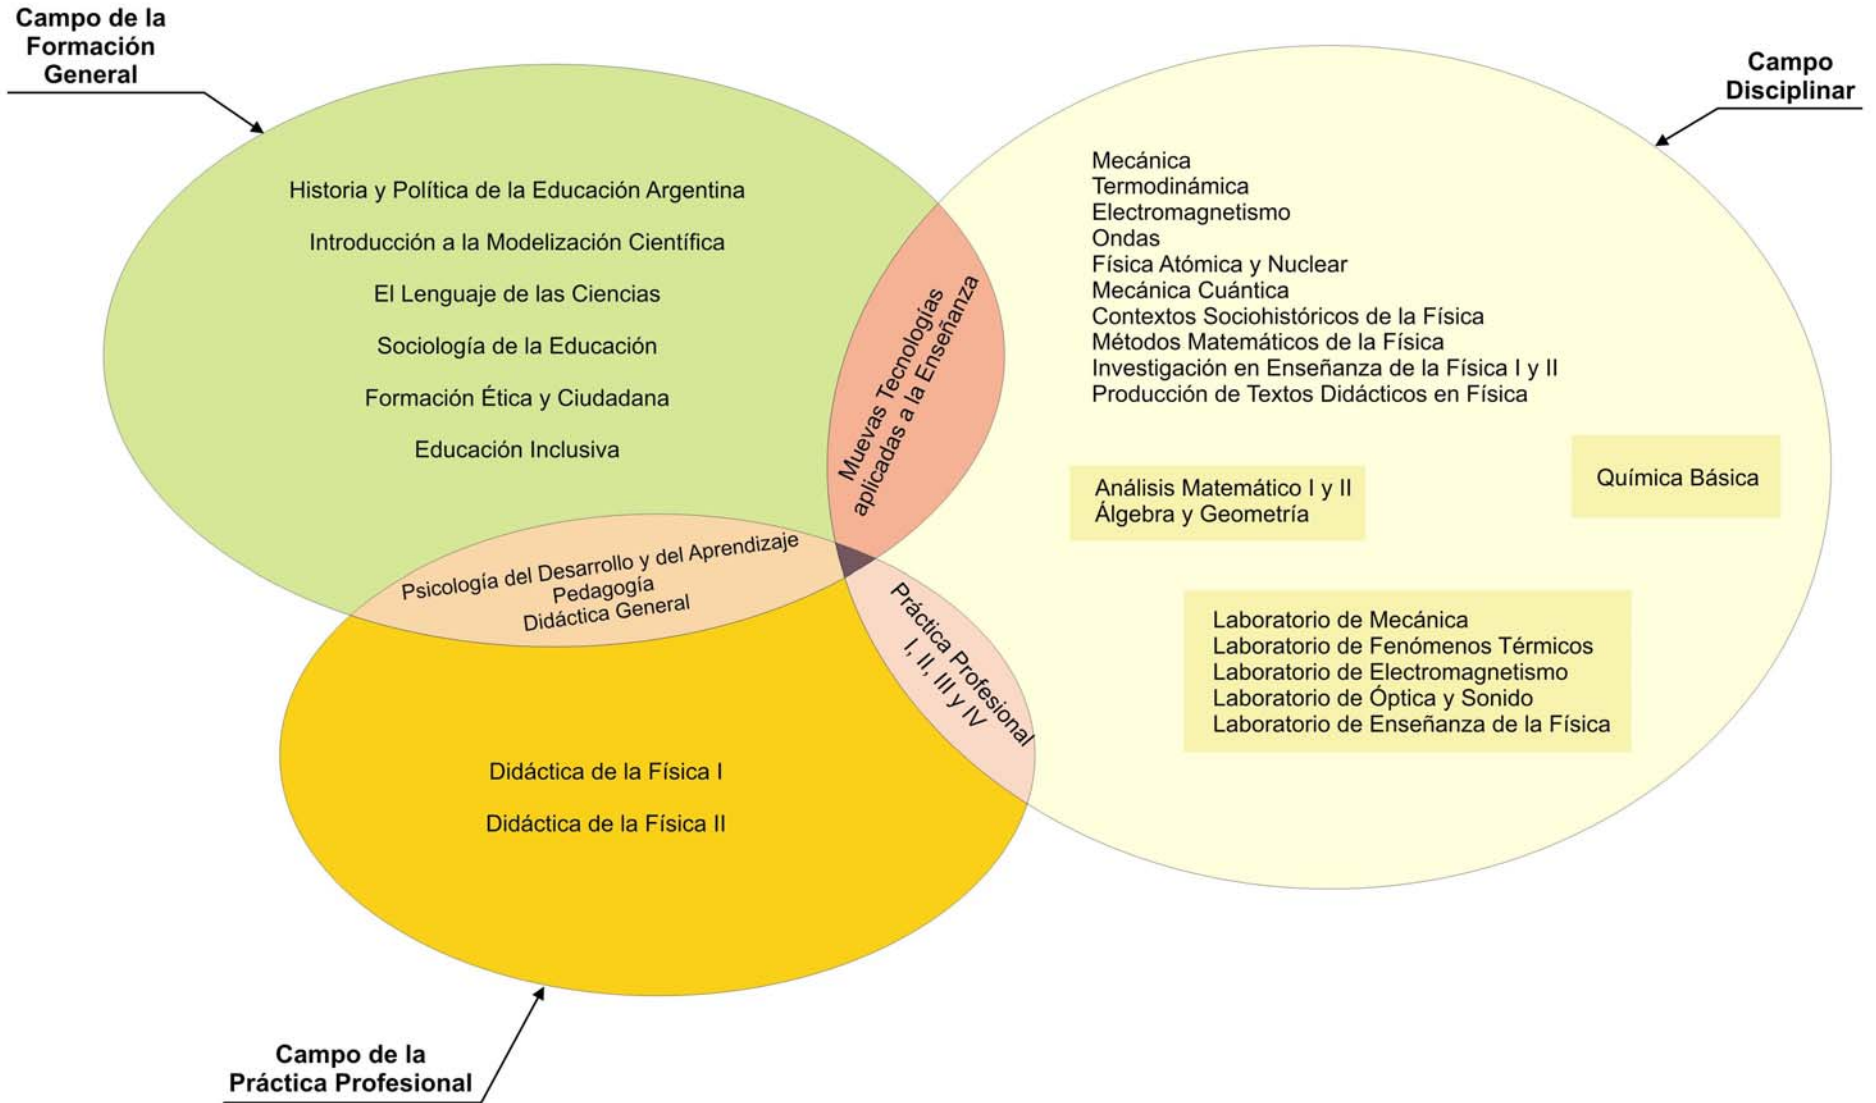 Campo de la
Formación
General
Campo
Disciplinar
Historia y Política de la Educación Argentina
Introducción a la Modelización Científica
El Lenguaje de las Ciencias
Sociología de la Educación
Formación Ética y Ciudadana
Educación Inclusiva
Muevas Tecnologías
aplicadas a la Enseñanza
Mecánica
Termodinámica
Electromagnetismo
Ondas
Física Atómica y Nuclear
Mecánica Cuántica
Contextos Sociohistóricos de la Física
Métodos Matemáticos de la Física
Investigación en Enseñanza de la Física I y II
Producción de Textos Didácticos en Física
Análisis Matemático I y II
Álgebra y Geometría
Química Básica
Laboratorio de Mecánica
Laboratorio de Fenómenos Térmicos
Laboratorio de Electromagnetismo
Laboratorio de Óptica y Sonido
Laboratorio de Enseñanza de la Física
Psicología del Desarrollo y del Aprendizaje
Pedagogía
Didáctica General
Práctica Profesional
I, II, III y IV
Didáctica de la Física I
Didáctica de la Física II
Campo de la
Práctica Profesional